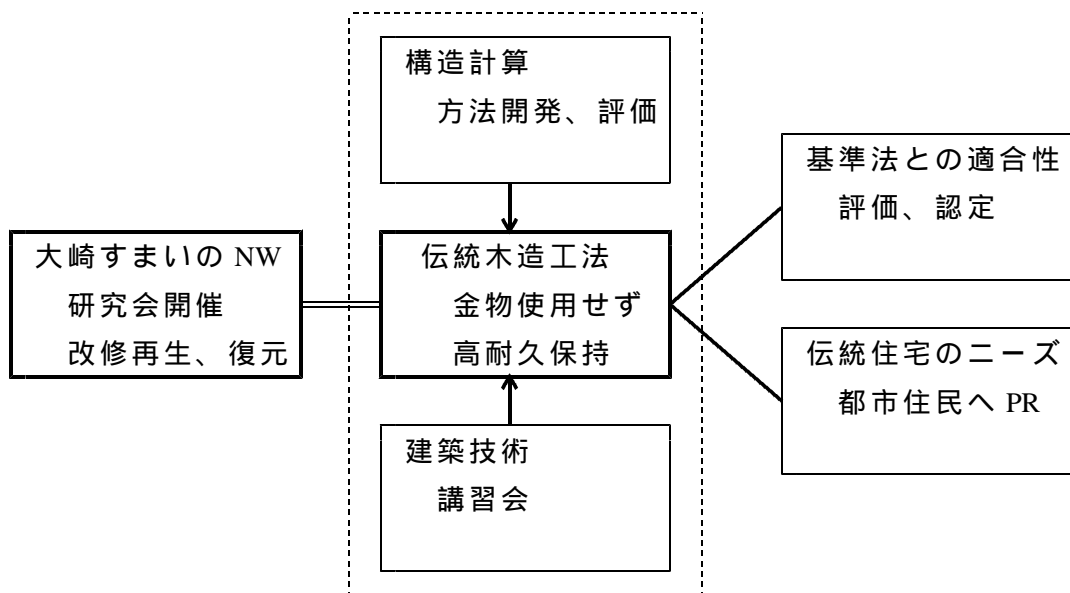 構造計算
方法開発、評価
大崎すまいの NW
研究会開催
改修再生、復元
伝統木造工法
金物使用せず
高耐久保持
建築技術
講習会
基準法との適合性
評価、認定
伝統住宅のニーズ
都市住民へ PR